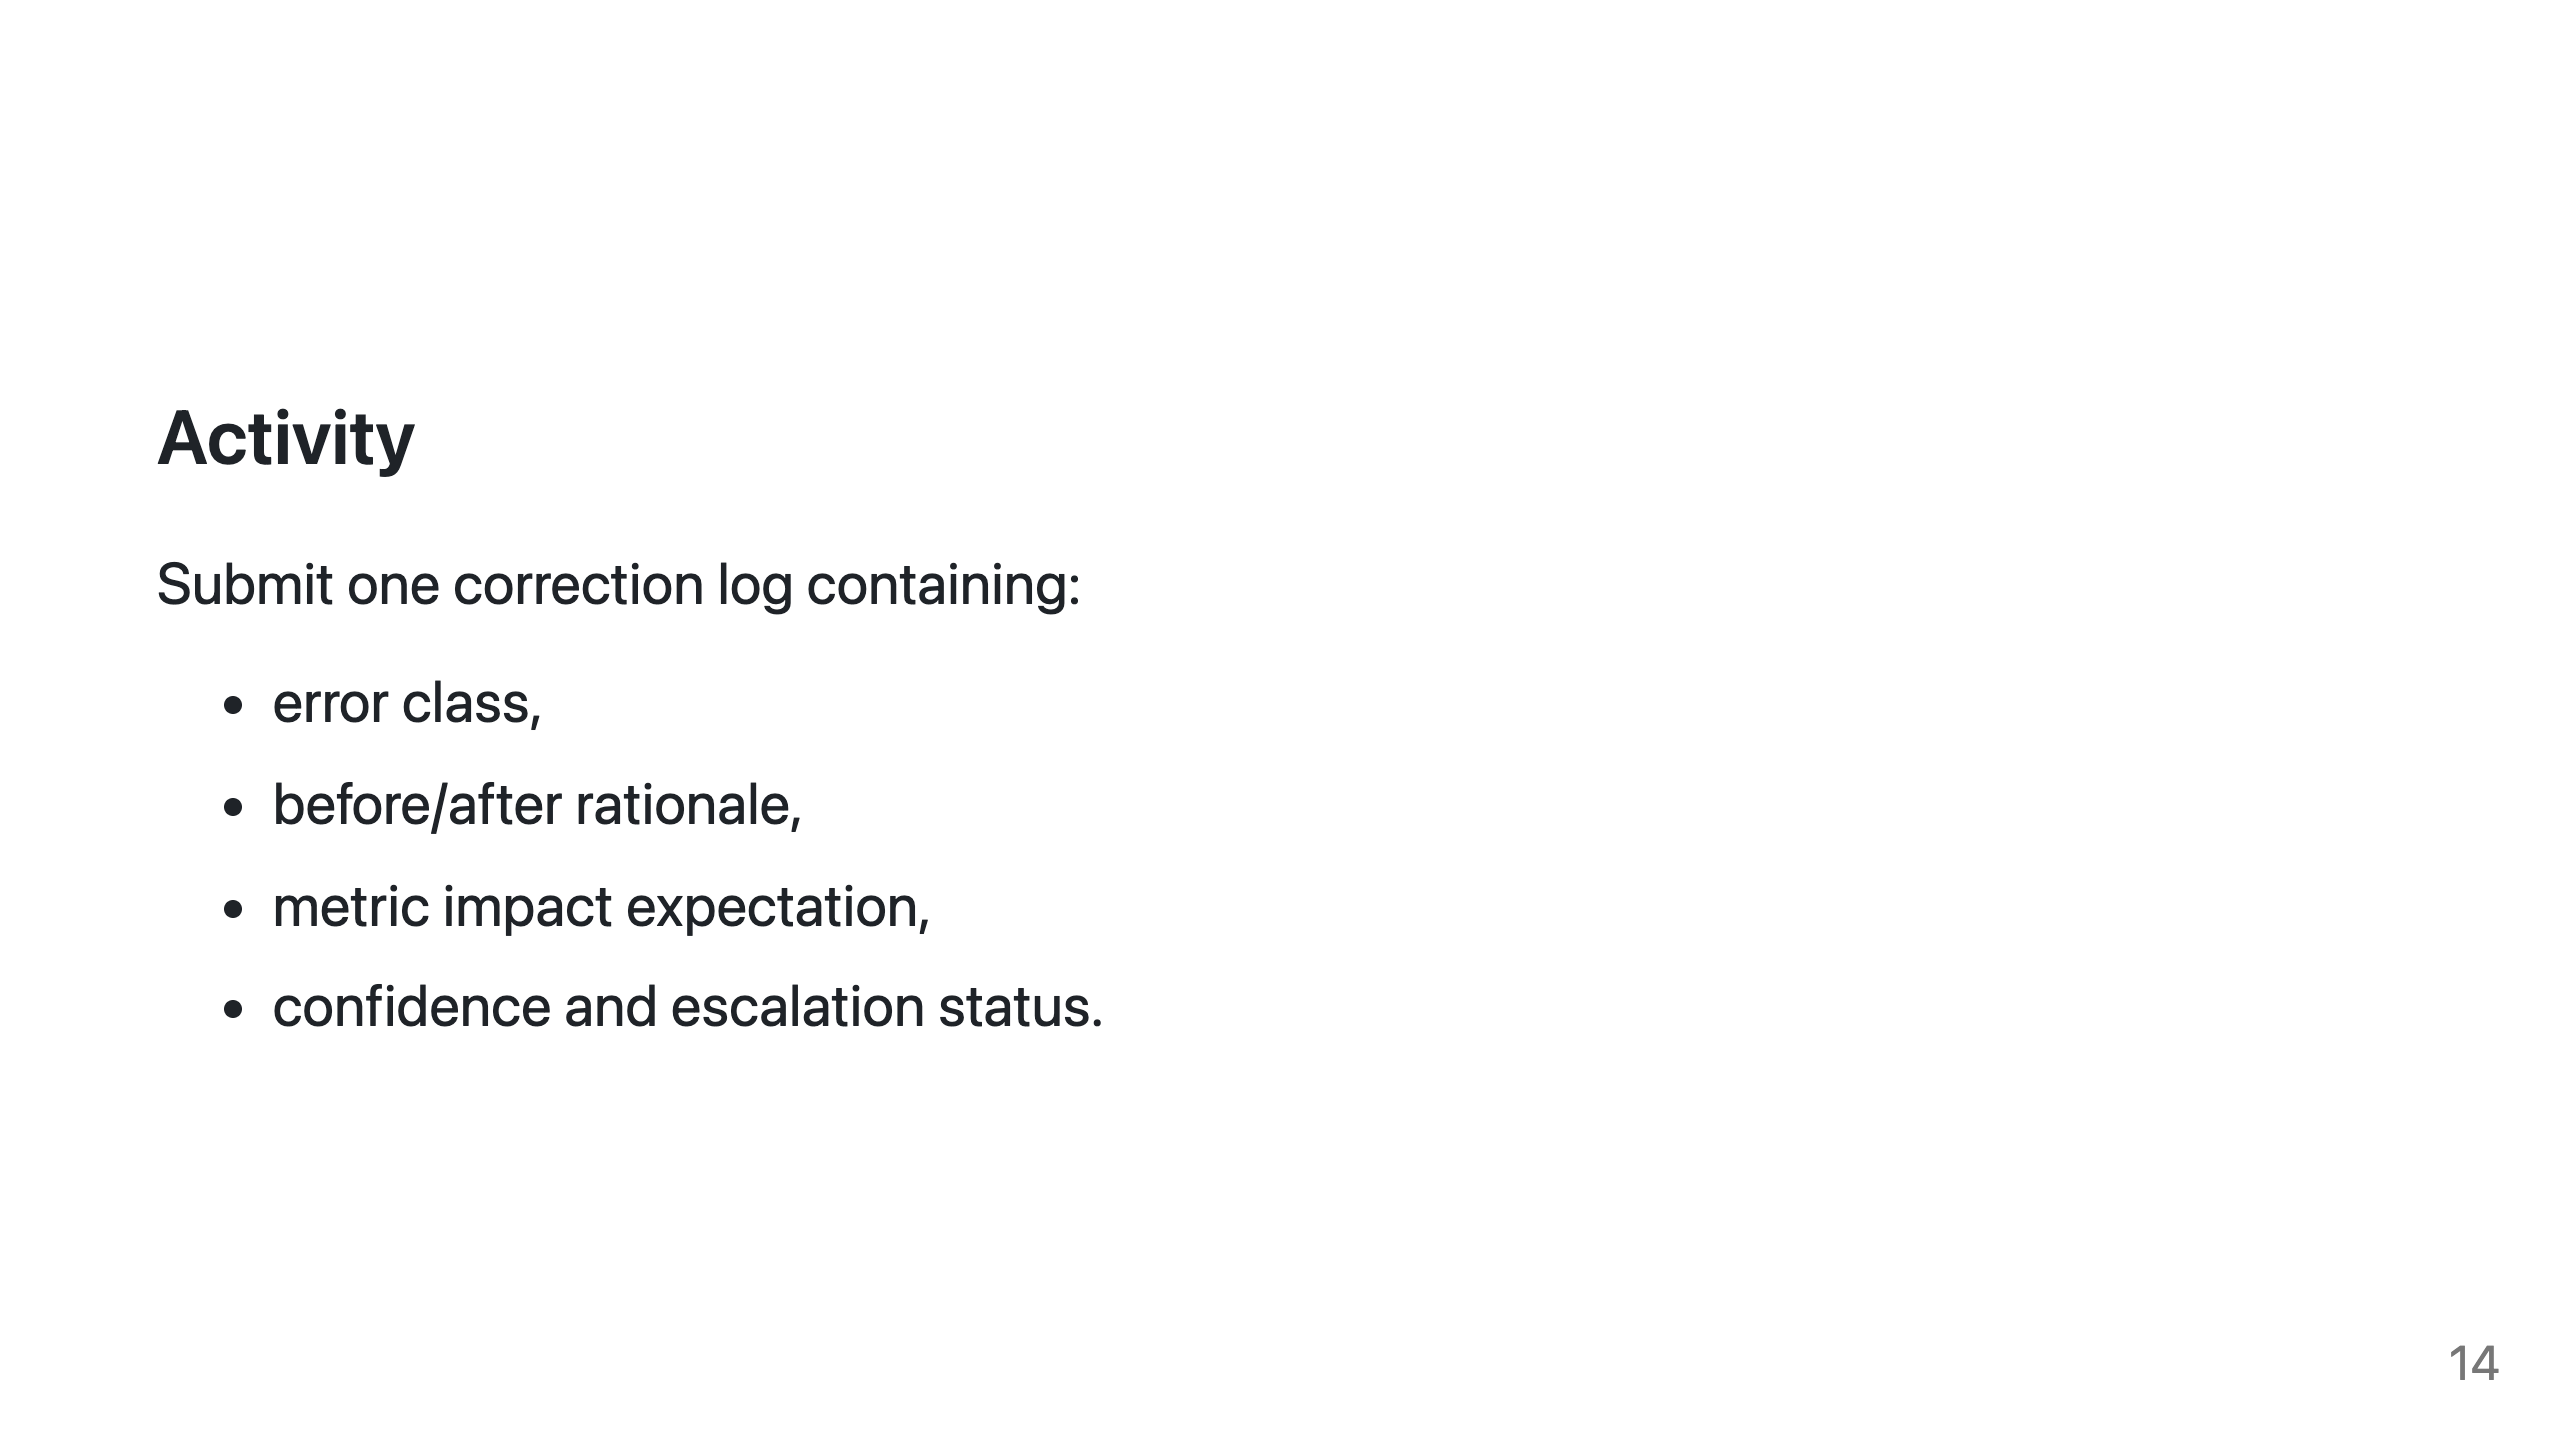 Activity
Submit one correction log containing:
• error class,
• before/after rationale,
• metric impact expectation,
• confidence and escalation status.
14